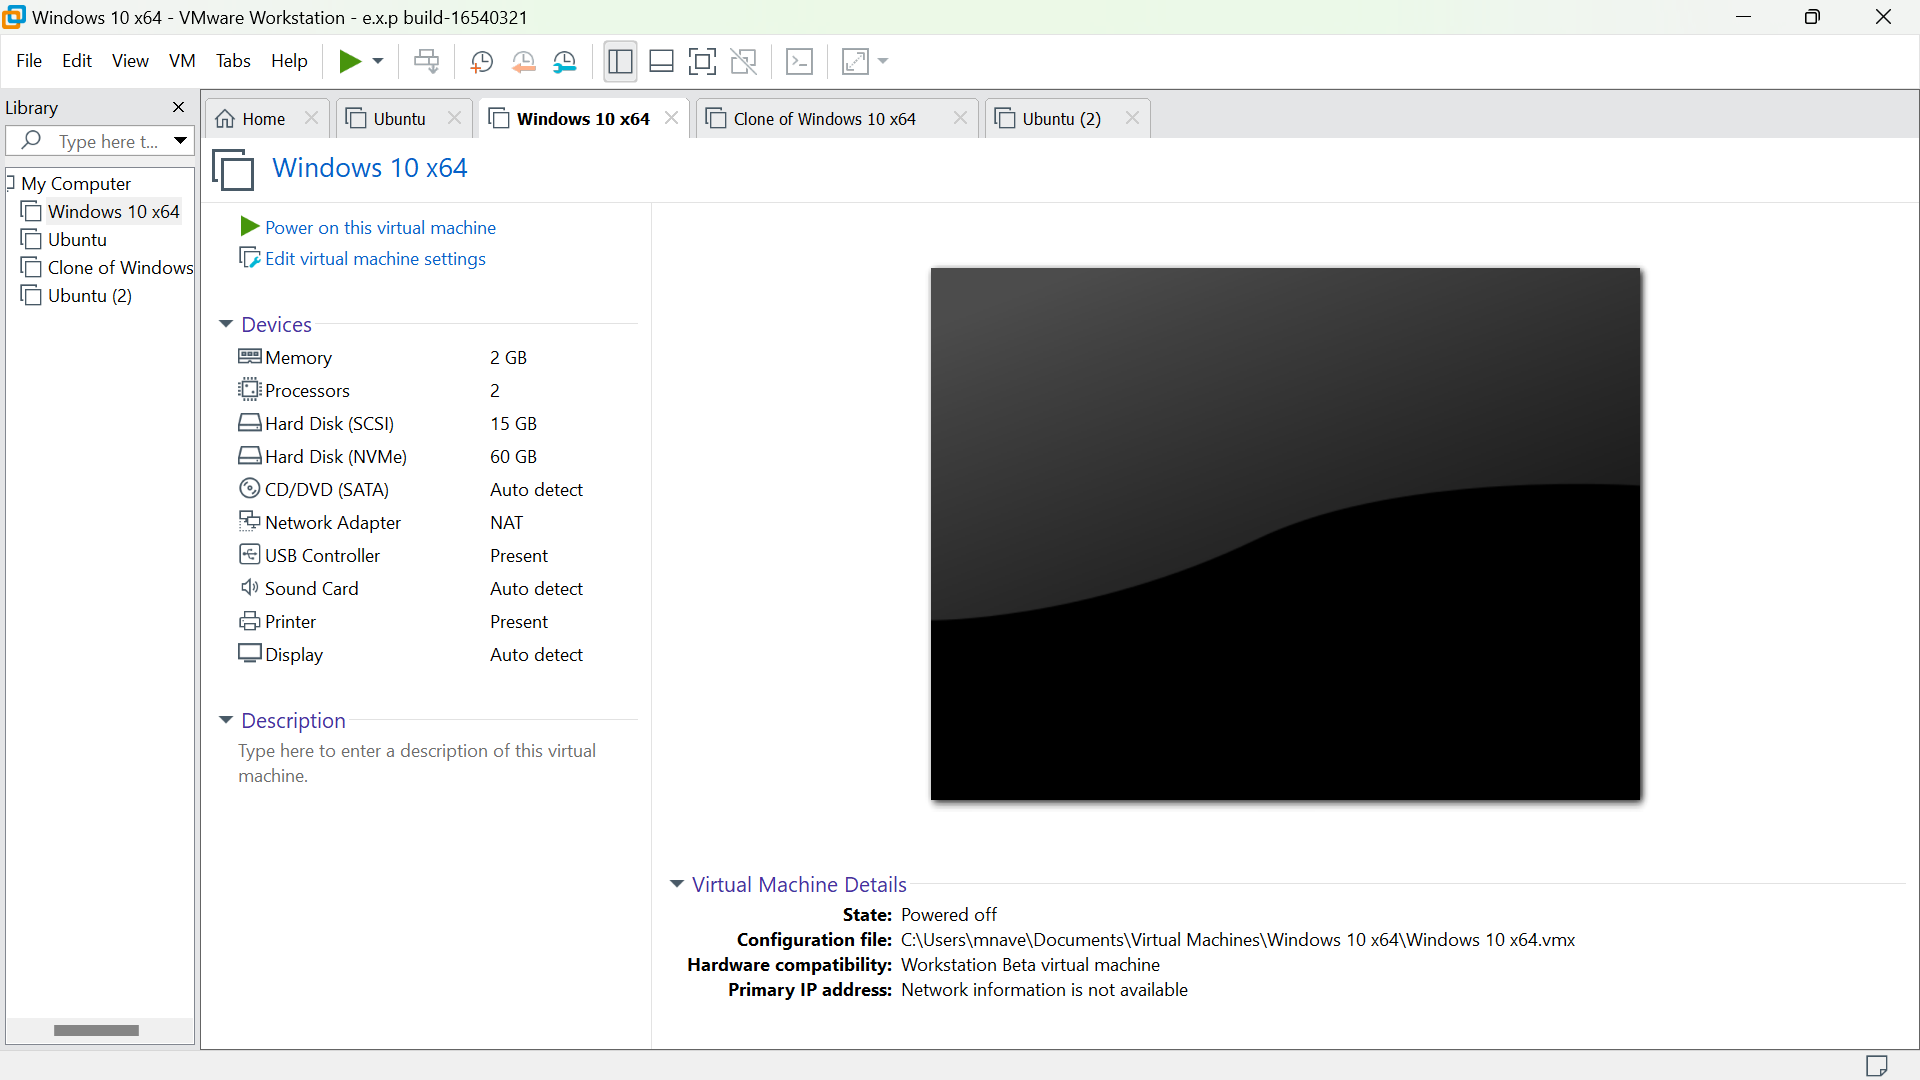 Windows 10 x64 - VMware Workstation - e.x.p build-16540321
File Edit View VM Tabs Help
Library
Type here t...
My Computer
Windows 10 x64
Ubuntu
Clone of Windows
Ubuntu (2)
Home Ubuntu Windows 10 x64 Clone of Windows 10 x64 Ubuntu (2)
Windows 10 x64
Power on this virtual machine
Edit virtual machine settings
Devices
Memory 2 GB
Processors 2
Hard Disk (SCSI) 15 GB
Hard Disk (NVMe) 60 GB
CD/DVD (SATA) Auto detect
Network Adapter NAT
USB Controller Present
Sound Card Auto detect
Printer Present
Display Auto detect
Description
Type here to enter a description of this virtual
machine.
Virtual Machine Details
State: Powered off
Configuration file: C:\Users\mnave\Documents\Virtual Machines\Windows 10 x64\Windows 10 x64.vmx
Hardware compatibility: Workstation Beta virtual machine
Primary IP address: Network information is not available